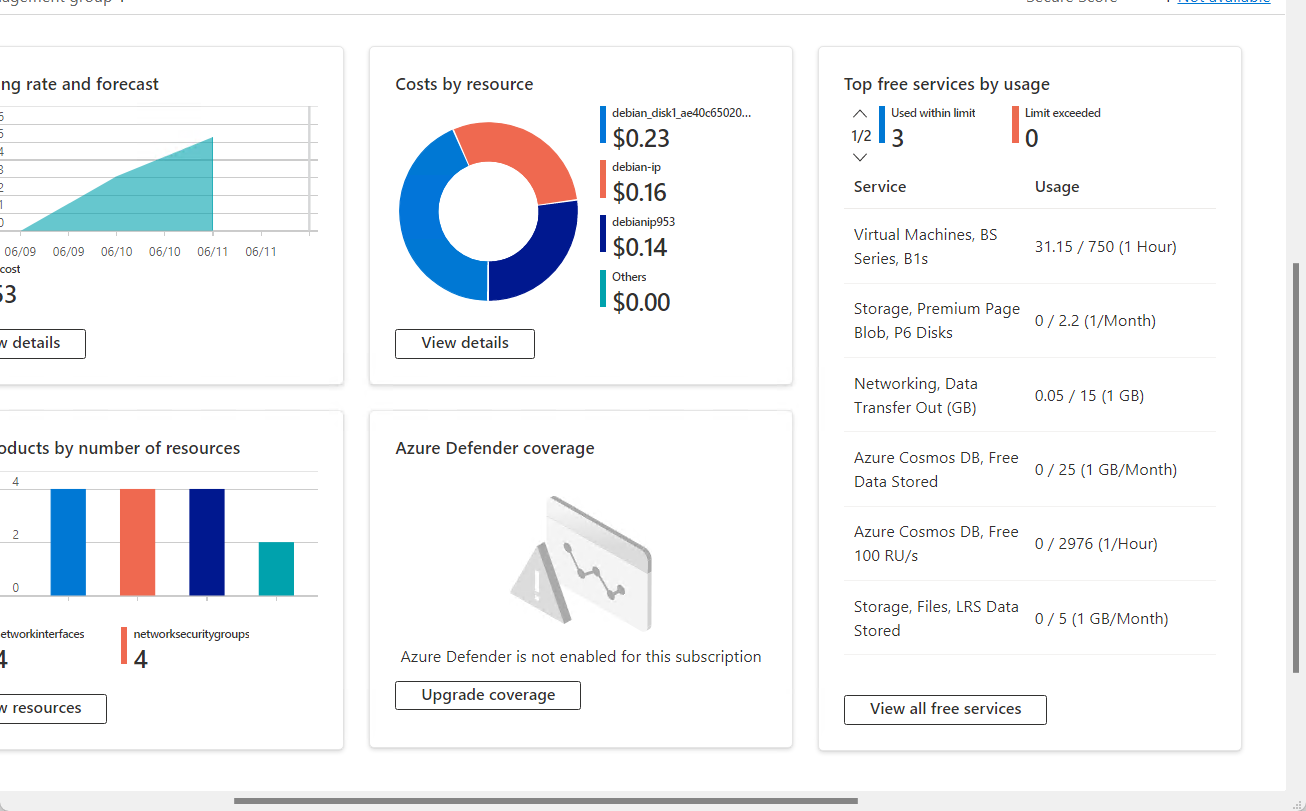 Not available
ng rate and forecast
5
4
3
2
1
0
06/09 06/09 06/10 06/10 06/11 06/11
cost
53
w details
Costs by resource
debian_disk1_ae40c65020...
$0.23
debian-ip
$0.16
debianip953
$0.14
Others
$0.00
View details
Top free services by usage
1/2
Used within limit
3
Limit exceeded
0
Service Usage
Virtual Machines, BS
Series, B1s
31.15 / 750 (1 Hour)
Storage, Premium Page
Blob, P6 Disks
0 / 2.2 (1/Month)
Networking, Data
Transfer Out (GB)
0.05 / 15 (1 GB)
Azure Cosmos DB, Free
Data Stored
0 / 25 (1 GB/Month)
Azure Cosmos DB, Free
100 RU/s
0 / 2976 (1/Hour)
Storage, Files, LRS Data
Stored
0 / 5 (1 GB/Month)
View all free services
oducts by number of resources
4
2
0
etworkinterfaces
4
networksecuritygroups
4
w resources
Azure Defender coverage
Azure Defender is not enabled for this subscription
Upgrade coverage